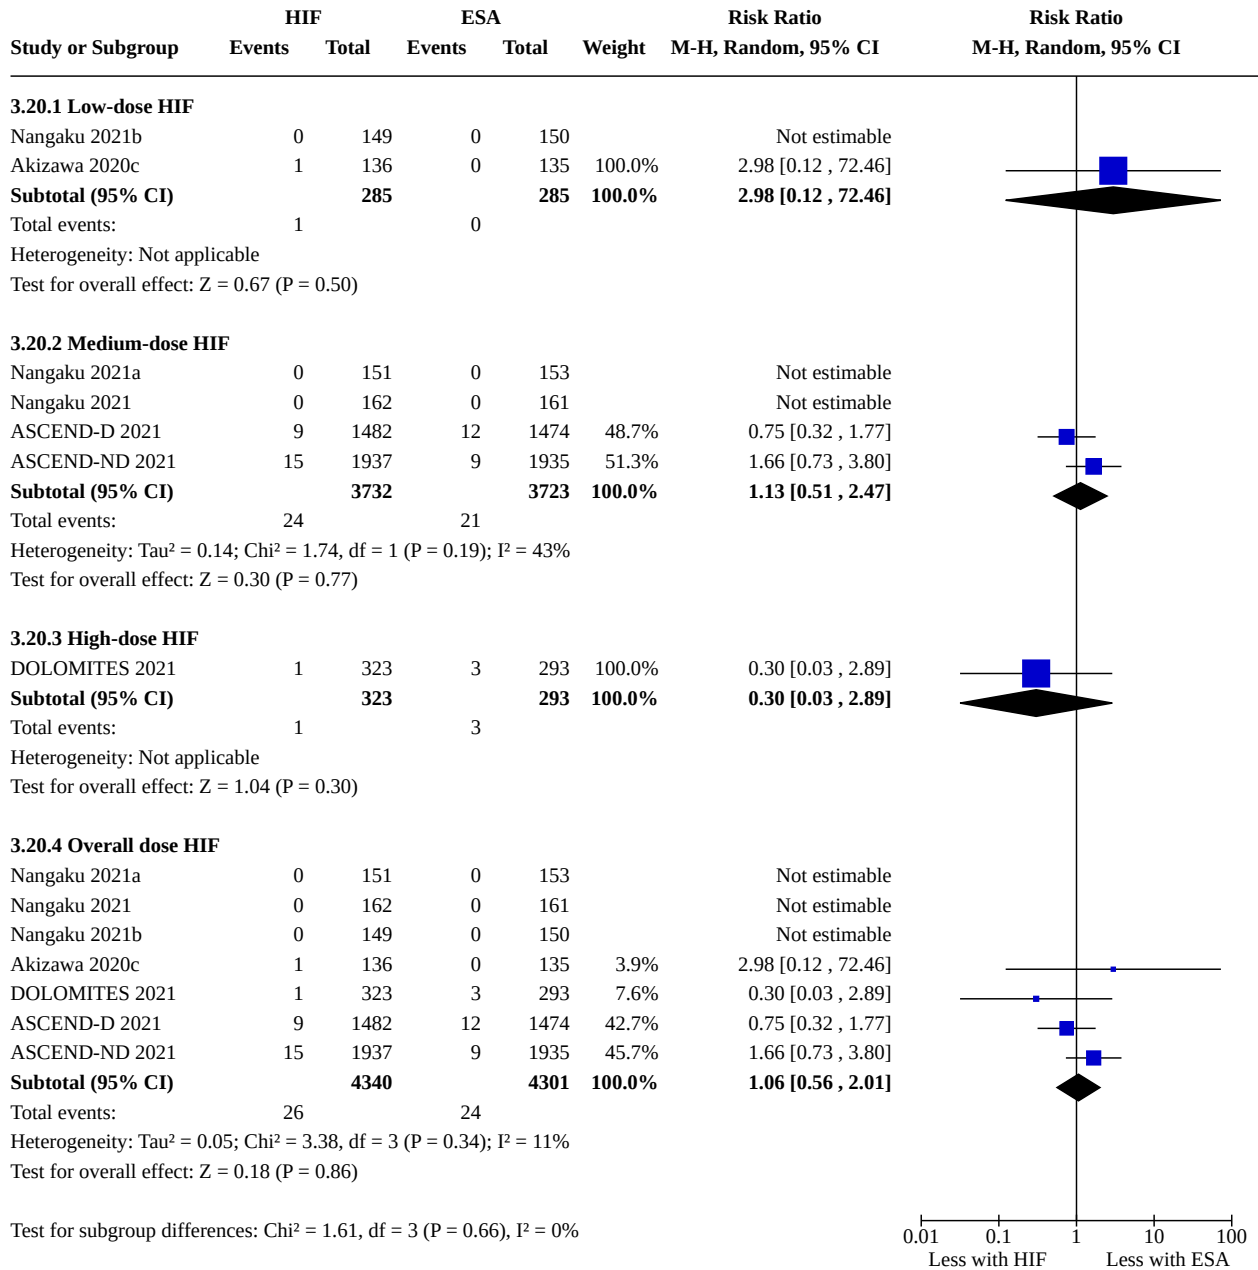 HIF ESA Risk Ratio Risk Ratio
Study or Subgroup Events Total Events Total Weight M-H, Random, 95% CI M-H, Random, 95% CI
3.20.1 Low-dose HIF
Nangaku 2021b 0 149 0 150 Not estimable
Akizawa 2020c 1 136 0 135 100.0% 2.98 [0.12 , 72.46]
Subtotal (95% CI) 285 285 100.0% 2.98 [0.12 , 72.46]
Total events: 1 0
Heterogeneity: Not applicable
Test for overall effect: Z = 0.67 (P = 0.50)
3.20.2 Medium-dose HIF
Nangaku 2021a 0 151 0 153 Not estimable
Nangaku 2021 0 162 0 161 Not estimable
ASCEND-D 2021 9 1482 12 1474 48.7% 0.75 [0.32 , 1.77]
ASCEND-ND 2021 15 1937 9 1935 51.3% 1.66 [0.73 , 3.80]
Subtotal (95% CI) 3732 3723 100.0% 1.13 [0.51 , 2.47]
Total events: 24 21
Heterogeneity: Tau² = 0.14; Chi² = 1.74, df = 1 (P = 0.19); I² = 43%
Test for overall effect: Z = 0.30 (P = 0.77)
3.20.3 High-dose HIF
DOLOMITES 2021 1 323 3 293 100.0% 0.30 [0.03 , 2.89]
Subtotal (95% CI) 323 293 100.0% 0.30 [0.03 , 2.89]
Total events: 1 3
Heterogeneity: Not applicable
Test for overall effect: Z = 1.04 (P = 0.30)
3.20.4 Overall dose HIF
Nangaku 2021a 0 151 0 153 Not estimable
Nangaku 2021 0 162 0 161 Not estimable
Nangaku 2021b 0 149 0 150 Not estimable
Akizawa 2020c 1 136 0 135 3.9% 2.98 [0.12 , 72.46]
DOLOMITES 2021 1 323 3 293 7.6% 0.30 [0.03 , 2.89]
ASCEND-D 2021 9 1482 12 1474 42.7% 0.75 [0.32 , 1.77]
ASCEND-ND 2021 15 1937 9 1935 45.7% 1.66 [0.73 , 3.80]
Subtotal (95% CI) 4340 4301 100.0% 1.06 [0.56 , 2.01]
Total events: 26 24
Heterogeneity: Tau² = 0.05; Chi² = 3.38, df = 3 (P = 0.34); I² = 11%
Test for overall effect: Z = 0.18 (P = 0.86)
Test for subgroup differences: Chi² = 1.61, df = 3 (P = 0.66), I² = 0%
0.01 0.1 1 10 100
Less with HIF Less with ESA